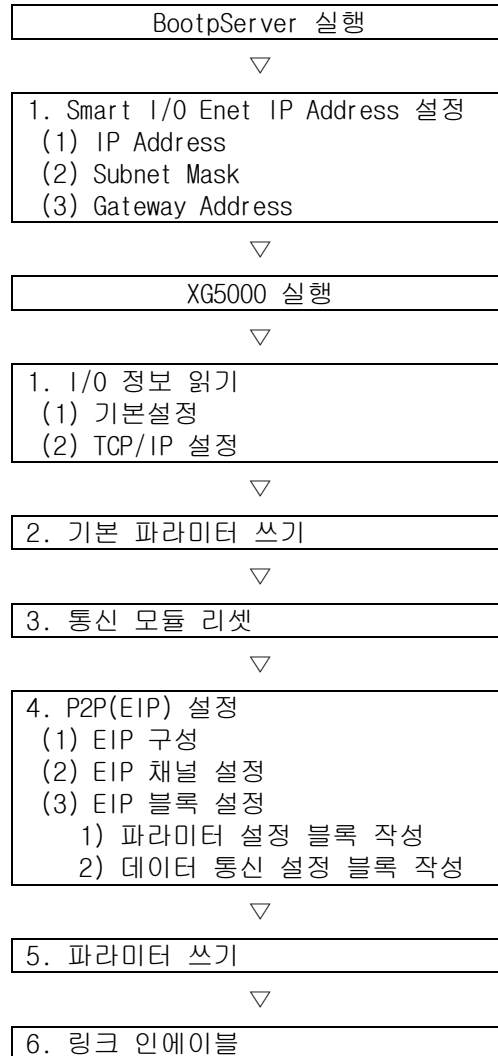 BootpServer 실행
▽
1. Smart I/O Enet IP Address 설정
(1) IP Address
(2) Subnet Mask
(3) Gateway Address
▽
XG5000 실행
▽
1. I/O 정보 읽기
(1) 기본설정
(2) TCP/IP 설정
▽
2. 기본 파라미터 쓰기
▽
3. 통신 모듈 리셋
▽
4. P2P(EIP) 설정
(1) EIP 구성
(2) EIP 채널 설정
(3) EIP 블록 설정
1) 파라미터 설정 블록 작성
2) 데이터 통신 설정 블록 작성
▽
5. 파라미터 쓰기
▽
6. 링크 인에이블